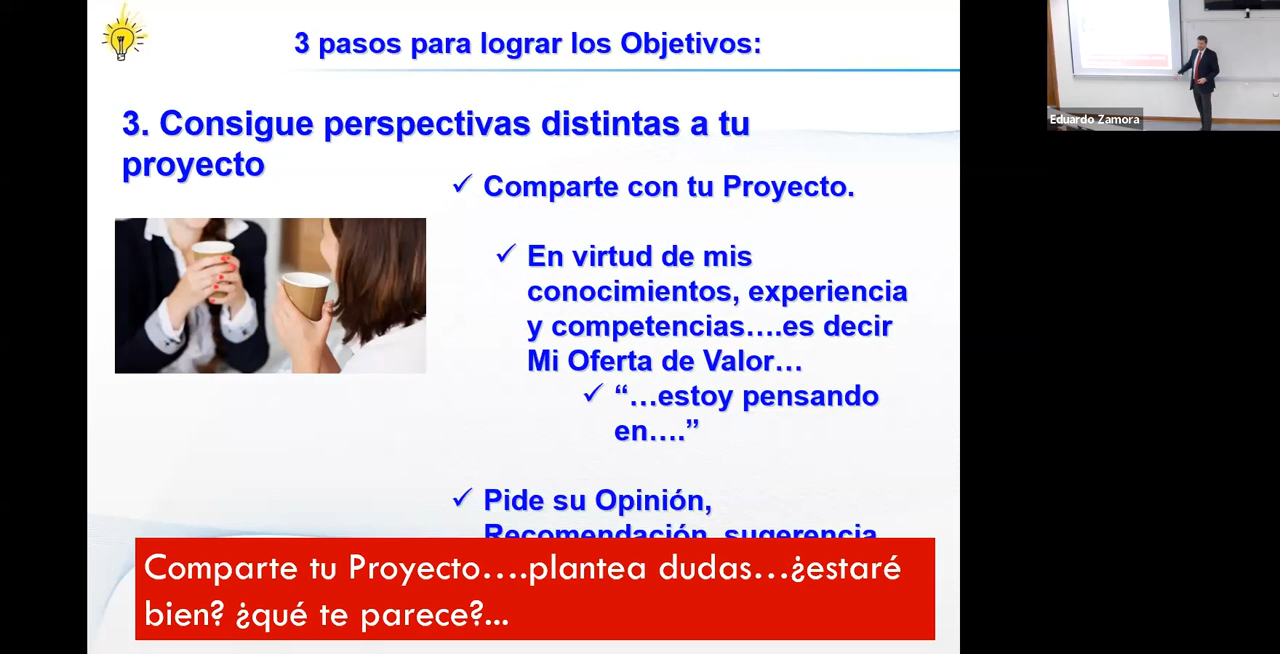 3 pasos para lograr los Objetivos:
3. Consigue perspectivas distintas a tu
proyecto
✓ Comparte con tu Proyecto.
✓ En virtud de mis
conocimientos, experiencia
y competencias….es decir
Mi Oferta de Valor…
✓ “…estoy pensando
en….”
✓ Pide su Opinión,
Recomendación, sugerencia
Comparte tu Proyecto….plantea dudas…¿estaré
bien? ¿qué te parece?...
Eduardo Zamora